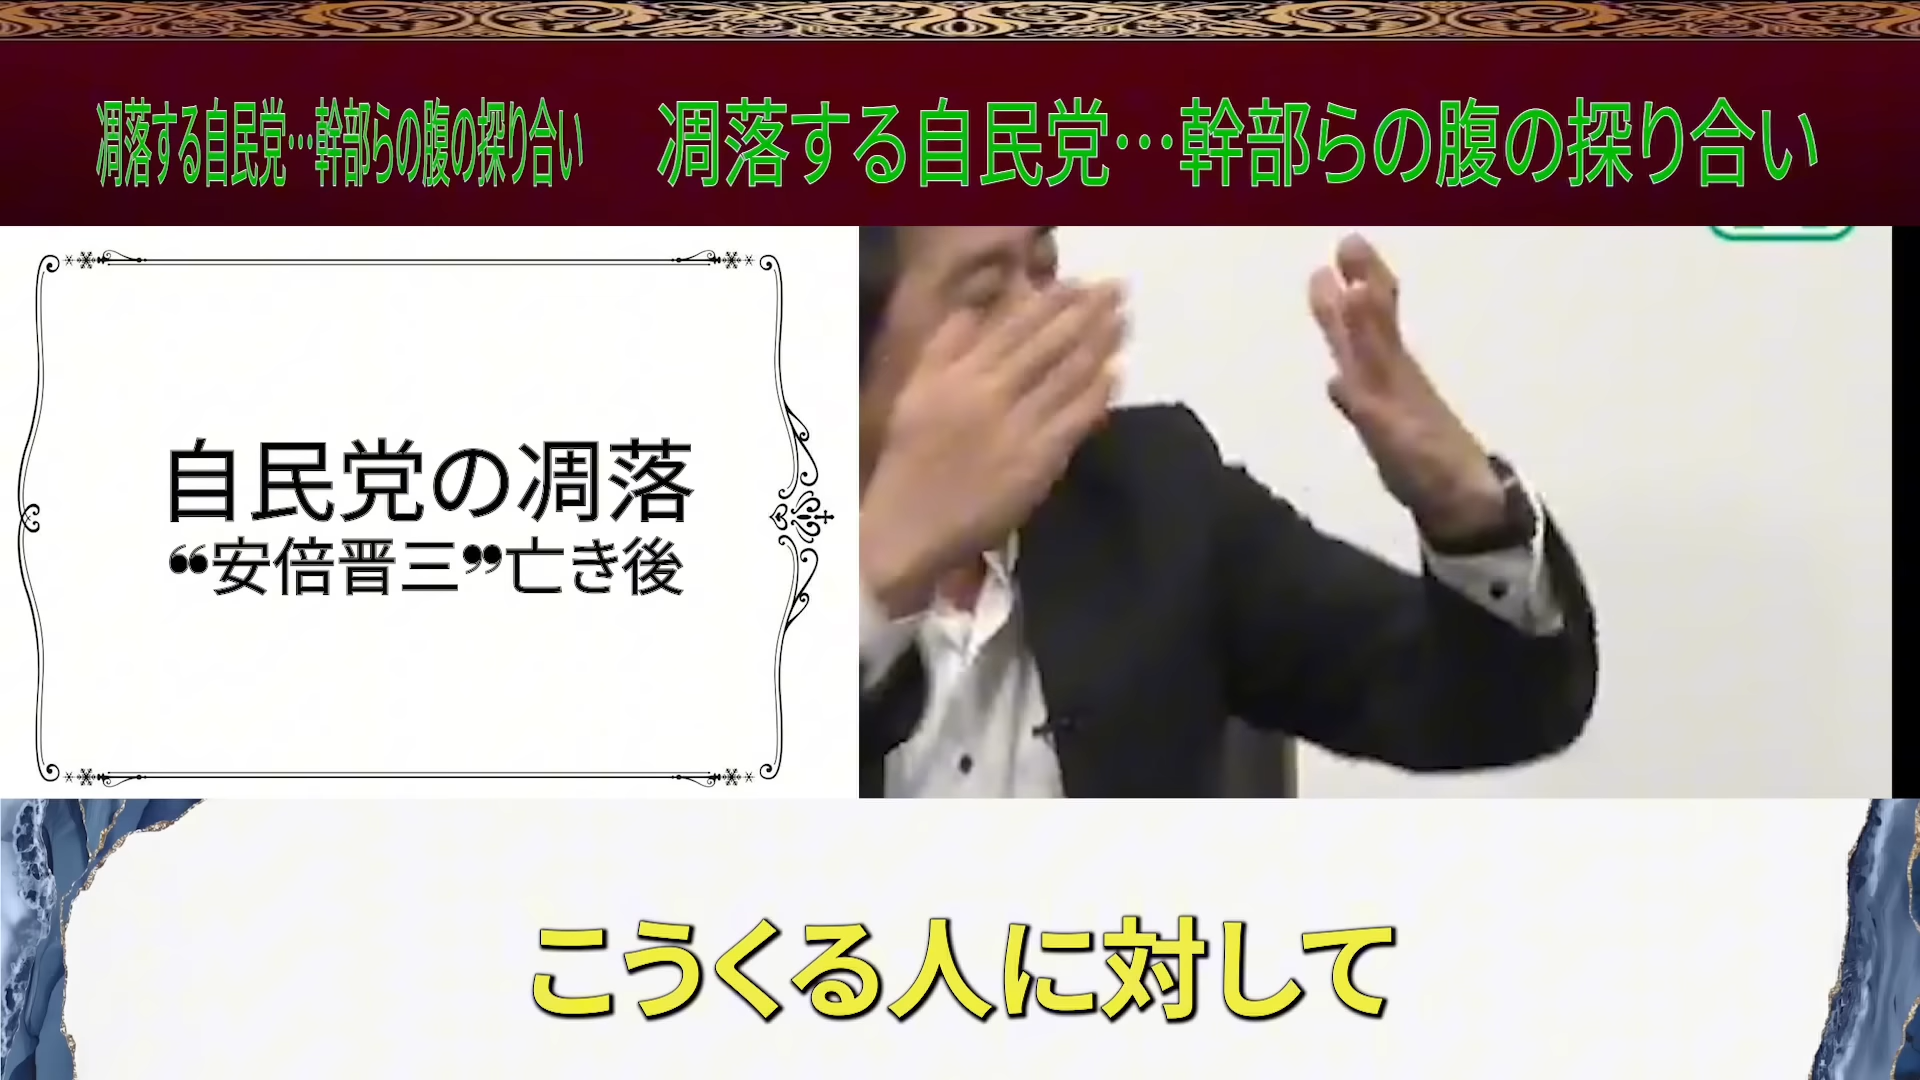 凋落する自民党…幹部らの腹の探り合い
凋落する自民党…幹部らの腹の探り合い
自民党の凋落
❝安倍晋三❞亡き後
こうくる人に対して